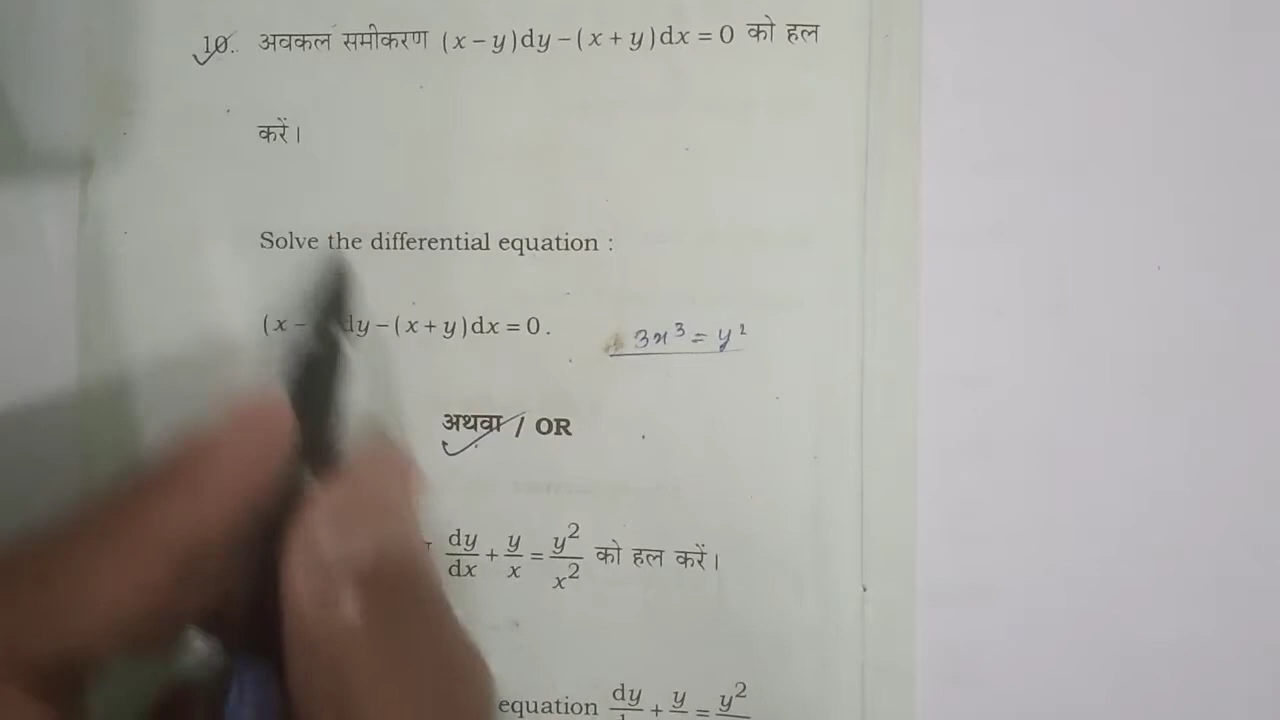 10. अवकल समीकरण (x – y)dy – (x + y)dx = 0 को हल
करें।
Solve the differential equation :
(x – dy – (x + y)dx = 0.
3x³ = y²
अथवा / OR
dy/dx + y/x = y²/x² को हल करें।
equation dy + y = y²